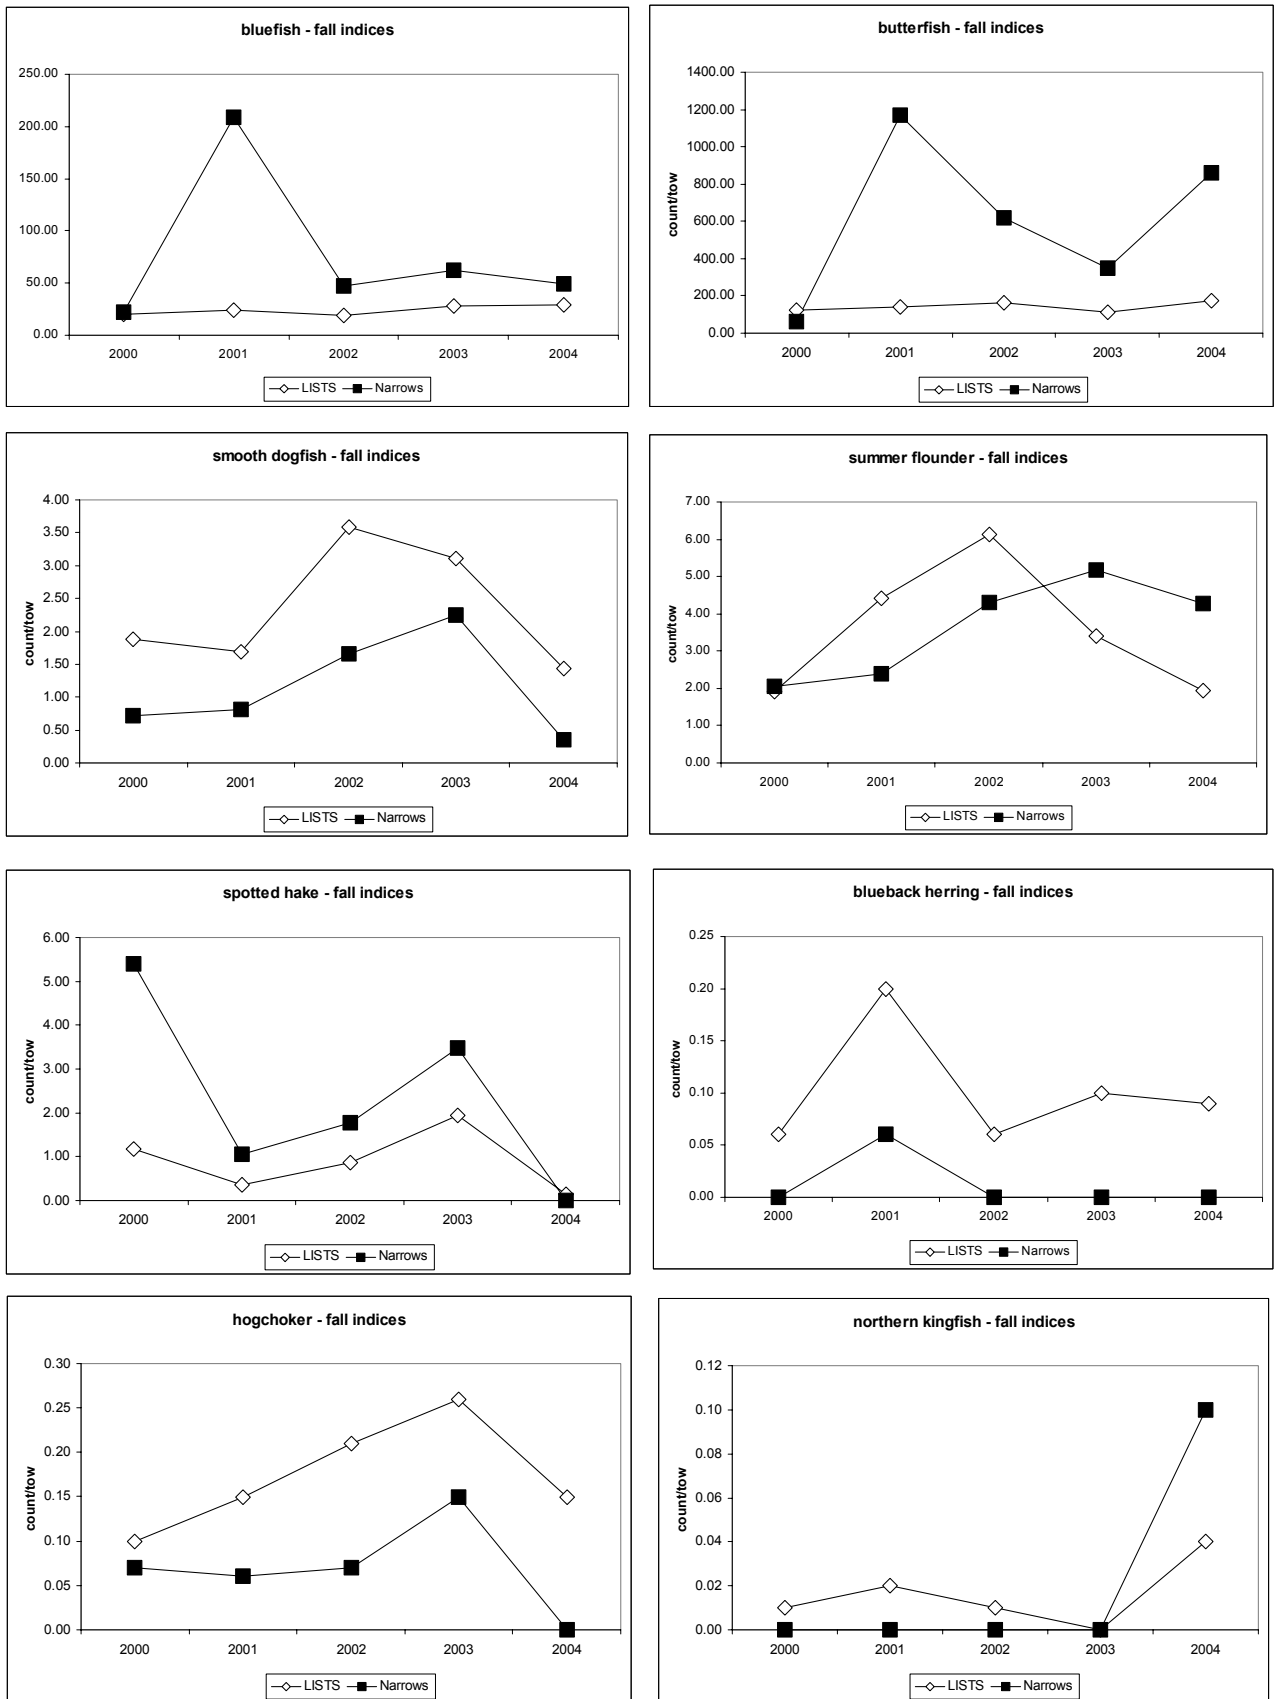 bluefish - fall indices
250.00
200.00
150.00
100.00
50.00
0.00
2000 2001 2002 2003 2004
LISTS Narrows
butterfish - fall indices
1400.00
1200.00
1000.00
800.00
600.00
400.00
200.00
0.00
count/tow
2000 2001 2002 2003 2004
LISTS Narrows
smooth dogfish - fall indices
4.00
3.50
3.00
2.50
2.00
1.50
1.00
0.50
0.00
count/tow
2000 2001 2002 2003 2004
LISTS Narrows
summer flounder - fall indices
7.00
6.00
5.00
4.00
3.00
2.00
1.00
0.00
count/tow
2000 2001 2002 2003 2004
LISTS Narrows
spotted hake - fall indices
6.00
5.00
4.00
3.00
2.00
1.00
0.00
count/tow
2000 2001 2002 2003 2004
LISTS Narrows
blueback herring - fall indices
0.25
0.20
0.15
0.10
0.05
0.00
count/tow
2000 2001 2002 2003 2004
LISTS Narrows
hogchoker - fall indices
0.30
0.25
0.20
0.15
0.10
0.05
0.00
count/tow
2000 2001 2002 2003 2004
LISTS Narrows
northern kingfish - fall indices
0.12
0.10
0.08
0.06
0.04
0.02
0.00
count/tow
2000 2001 2002 2003 2004
LISTS Narrows